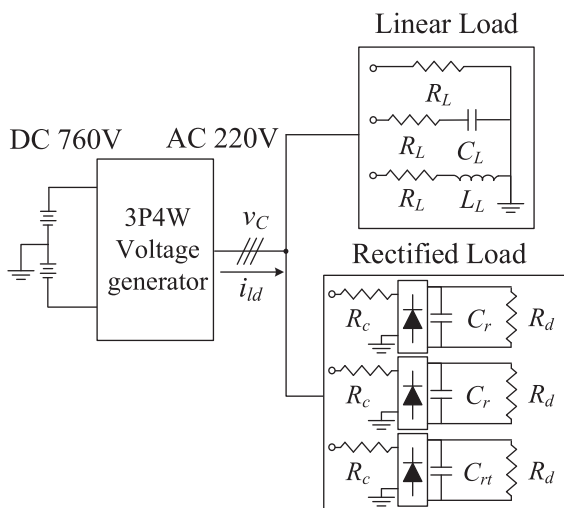 Linear Load
R_L
R_L C_L
R_L L_L
DC 760V AC 220V
3P4W
Voltage
generator
v_C
i_ld
Rectified Load
R_c C_r R_d
R_c C_r R_d
R_c C_rt R_d